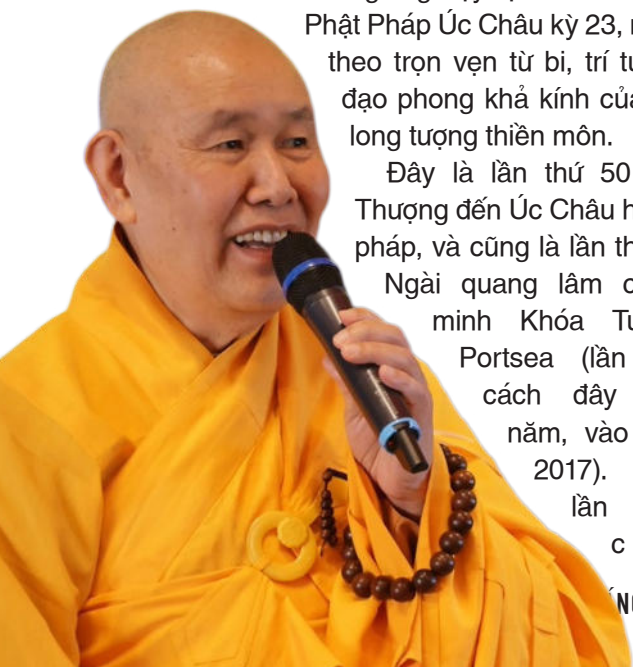 Phật Pháp Úc Châu kỳ 23,
theo trọn vẹn từ bi, trí
đạo phong khả kính
long tượng thiền môn.
Đây là lần thứ 50
Thượng đến Úc Châu
pháp, và cũng là lần
Ngài quang lâm
minh Khóa
Portsea (lần
cách đây
năm, vào
2017).
lần
c